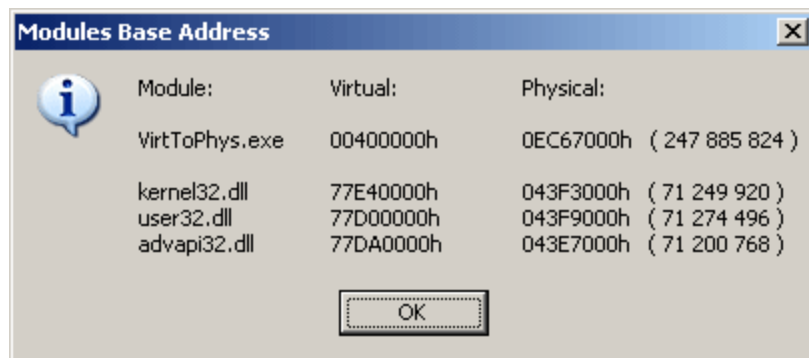 Modules Base Address
Module: Virtual: Physical:
VirtToPhys.exe 00400000h 0EC67000h ( 247 885 824 )
kernel32.dll 77E40000h 043F3000h ( 71 249 920 )
user32.dll 77D00000h 043F9000h ( 71 274 496 )
advapi32.dll 77DA0000h 043E7000h ( 71 200 768 )
OK